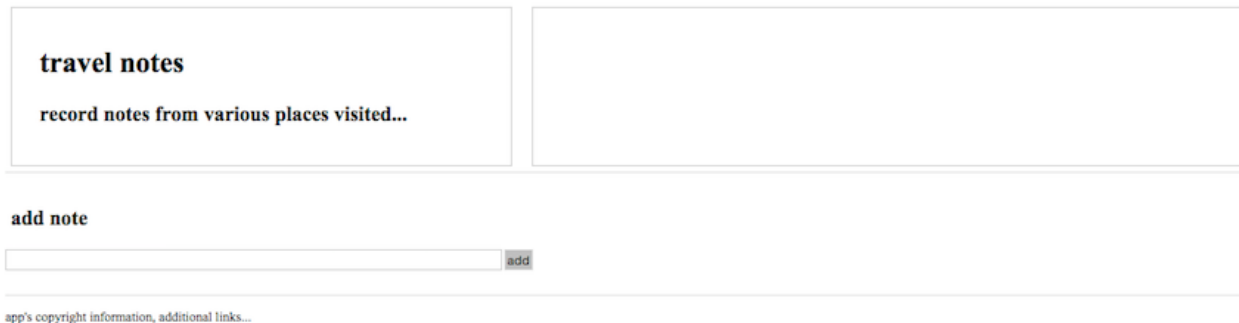 travel notes
record notes from various places visited...
add note
add
app's copyright information, additional links...